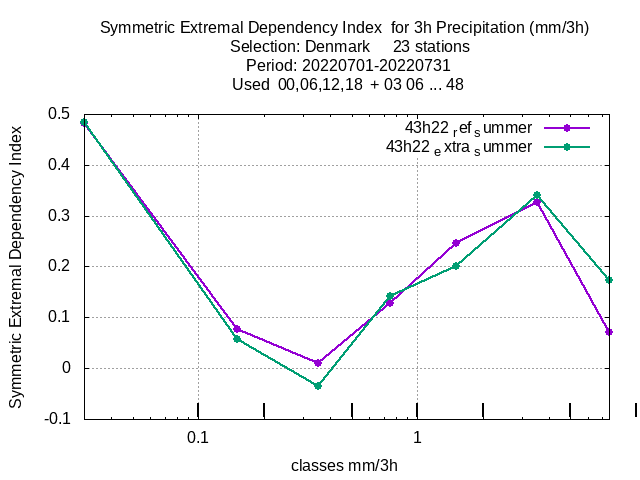 Symmetric Extremal Dependency Index  for 3h Precipitation (mm/3h)
Selection: Denmark     23 stations
Period: 20220701-20220731
Used  00,06,12,18  + 03 06 ... 48
43h22 ref summer
43h22 extra summer
Symmetric Extremal Dependency Index
0.5
0.4
0.3
0.2
0.1
0
-0.1
0.1 1
classes mm/3h